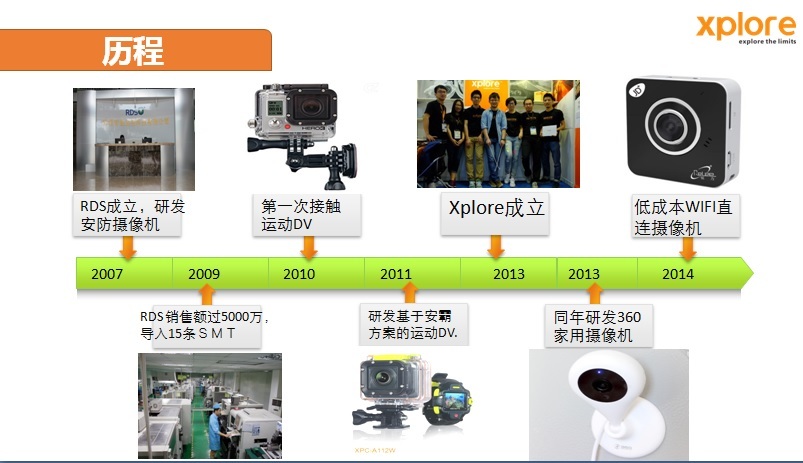 xplore
explore the limits
历程
RDS
xplore
HERO3
RDS成立，研发
安防摄像机
第一次接触
运动DV
Xplore成立
低成本WIFI直
连摄像机
2007
2009
2010
2011
2013
2013
2014
RDS销售额过5000万，
导入15条ＳＭＴ
研发基于安霸
方案的运动DV.
同年研发360
家用摄像机
XPC-A112W